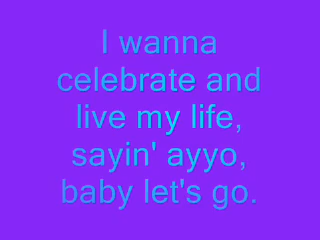 I wanna
celebrate and
live my life,
sayin' ayyo,
baby let's go.